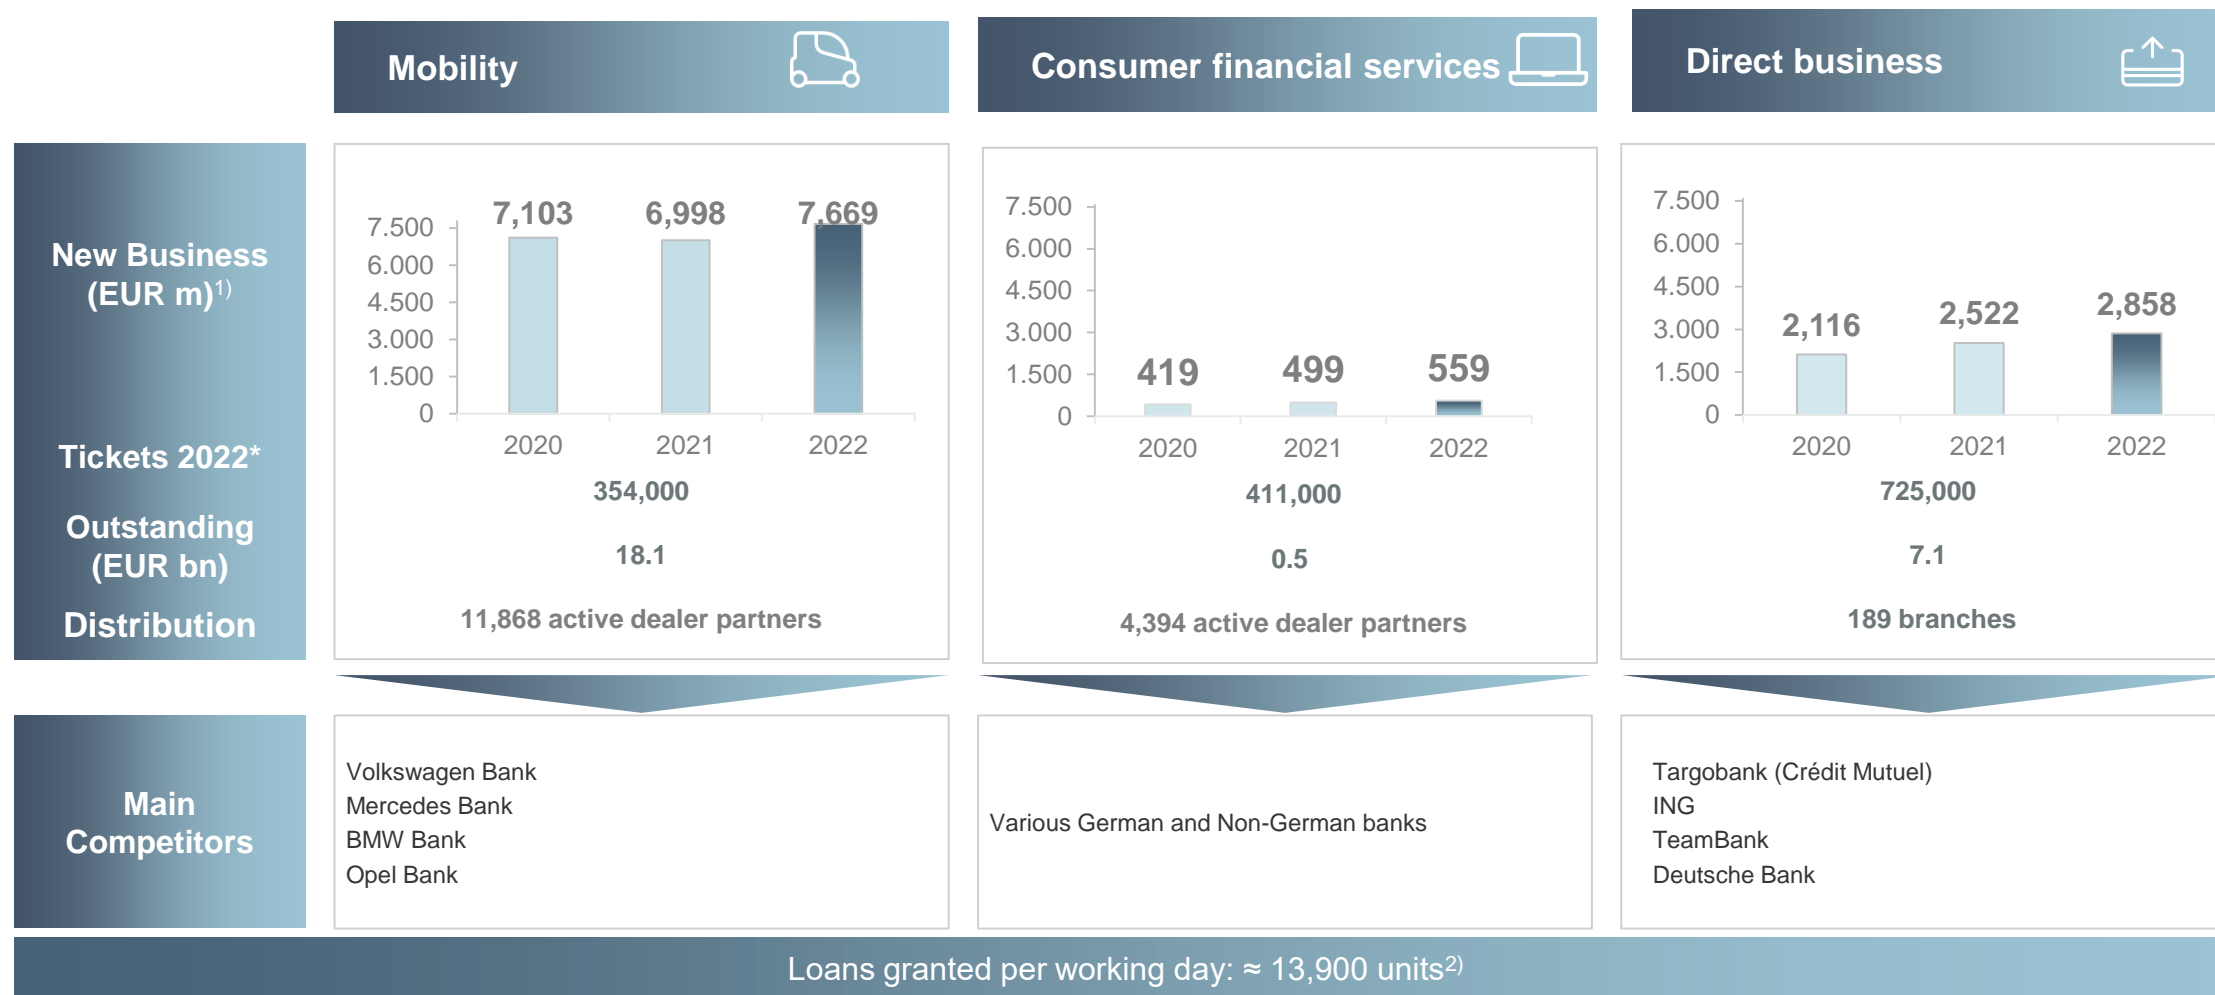 Mobility
Consumer financial services
Direct business
New Business
(EUR m)1)
7.500
6.000
4.500
3.000
1.500
0
7,103
6,998
7,669
2020
2021
2022
7.500
6.000
4.500
3.000
1.500
0
419
499
559
2020
2021
2022
7.500
6.000
4.500
3.000
1.500
0
2,116
2,522
2,858
2020
2021
2022
Tickets 2022*
354,000
411,000
725,000
Outstanding
(EUR bn)
18.1
0.5
7.1
Distribution
11,868 active dealer partners
4,394 active dealer partners
189 branches
Main
Competitors
Volkswagen Bank
Mercedes Bank
BMW Bank
Opel Bank
Various German and Non-German banks
Targobank (Crédit Mutuel)
ING
TeamBank
Deutsche Bank
Loans granted per working day: ≈ 13,900 units2)